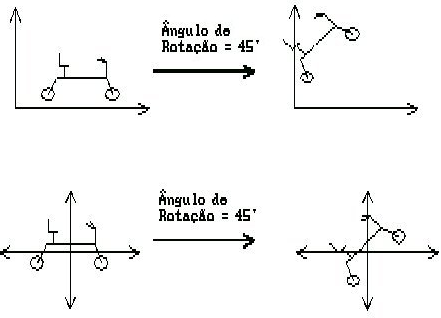 Ângulo de
Rotação = 45°
Ângulo de
Rotação = 45°